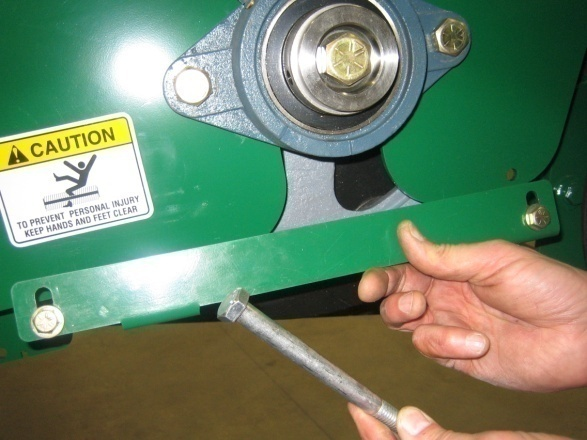 CAUTION
TO PREVENT PERSONAL INJURY
KEEP HANDS AND FEET CLEAR